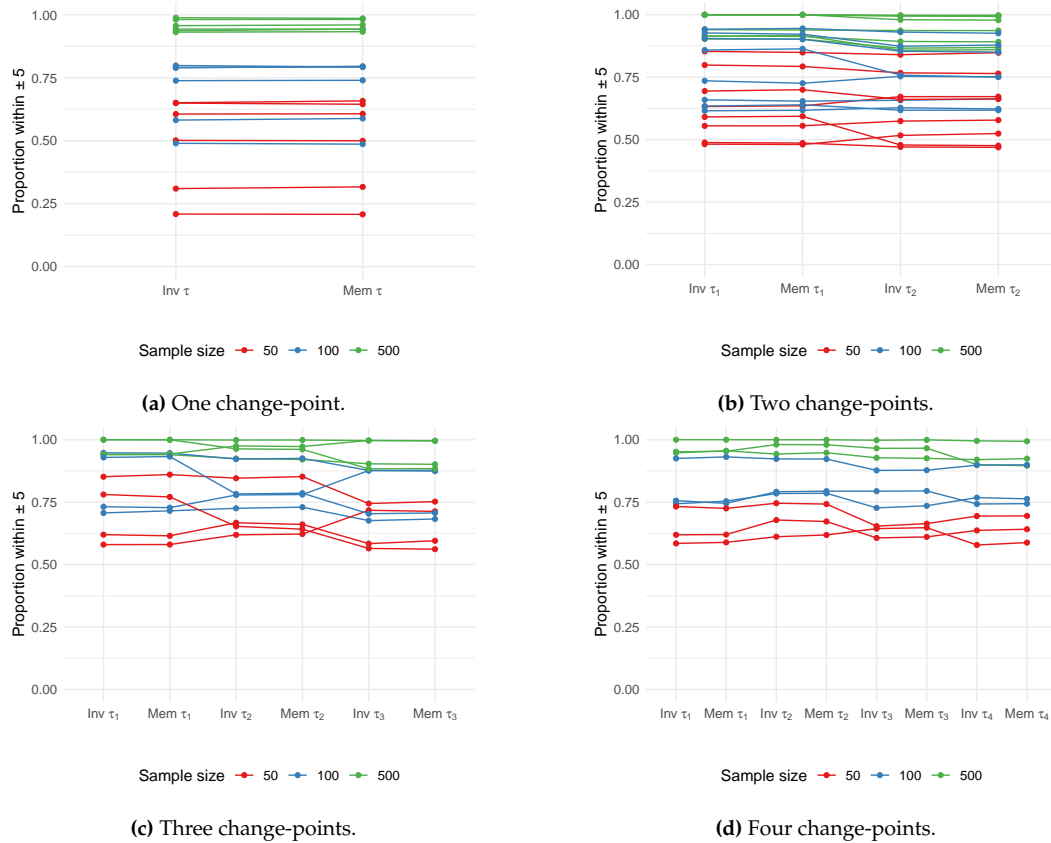 Proportion within ± 5
1.00
0.75
0.50
0.25
0.00
Inv τ Mem τ
Sample size 50 100 500
(a) One change-point.
Proportion within ± 5
1.00
0.75
0.50
0.25
0.00
Inv τ1 Mem τ1 Inv τ2 Mem τ2
Sample size 50 100 500
(b) Two change-points.
Proportion within ± 5
1.00
0.75
0.50
0.25
0.00
Inv τ1 Mem τ1 Inv τ2 Mem τ2 Inv τ3 Mem τ3
Sample size 50 100 500
(c) Three change-points.
Proportion within ± 5
1.00
0.75
0.50
0.25
0.00
Inv τ1 Mem τ1 Inv τ2 Mem τ2 Inv τ3 Mem τ3 Inv τ4 Mem τ4
Sample size 50 100 500
(d) Four change-points.